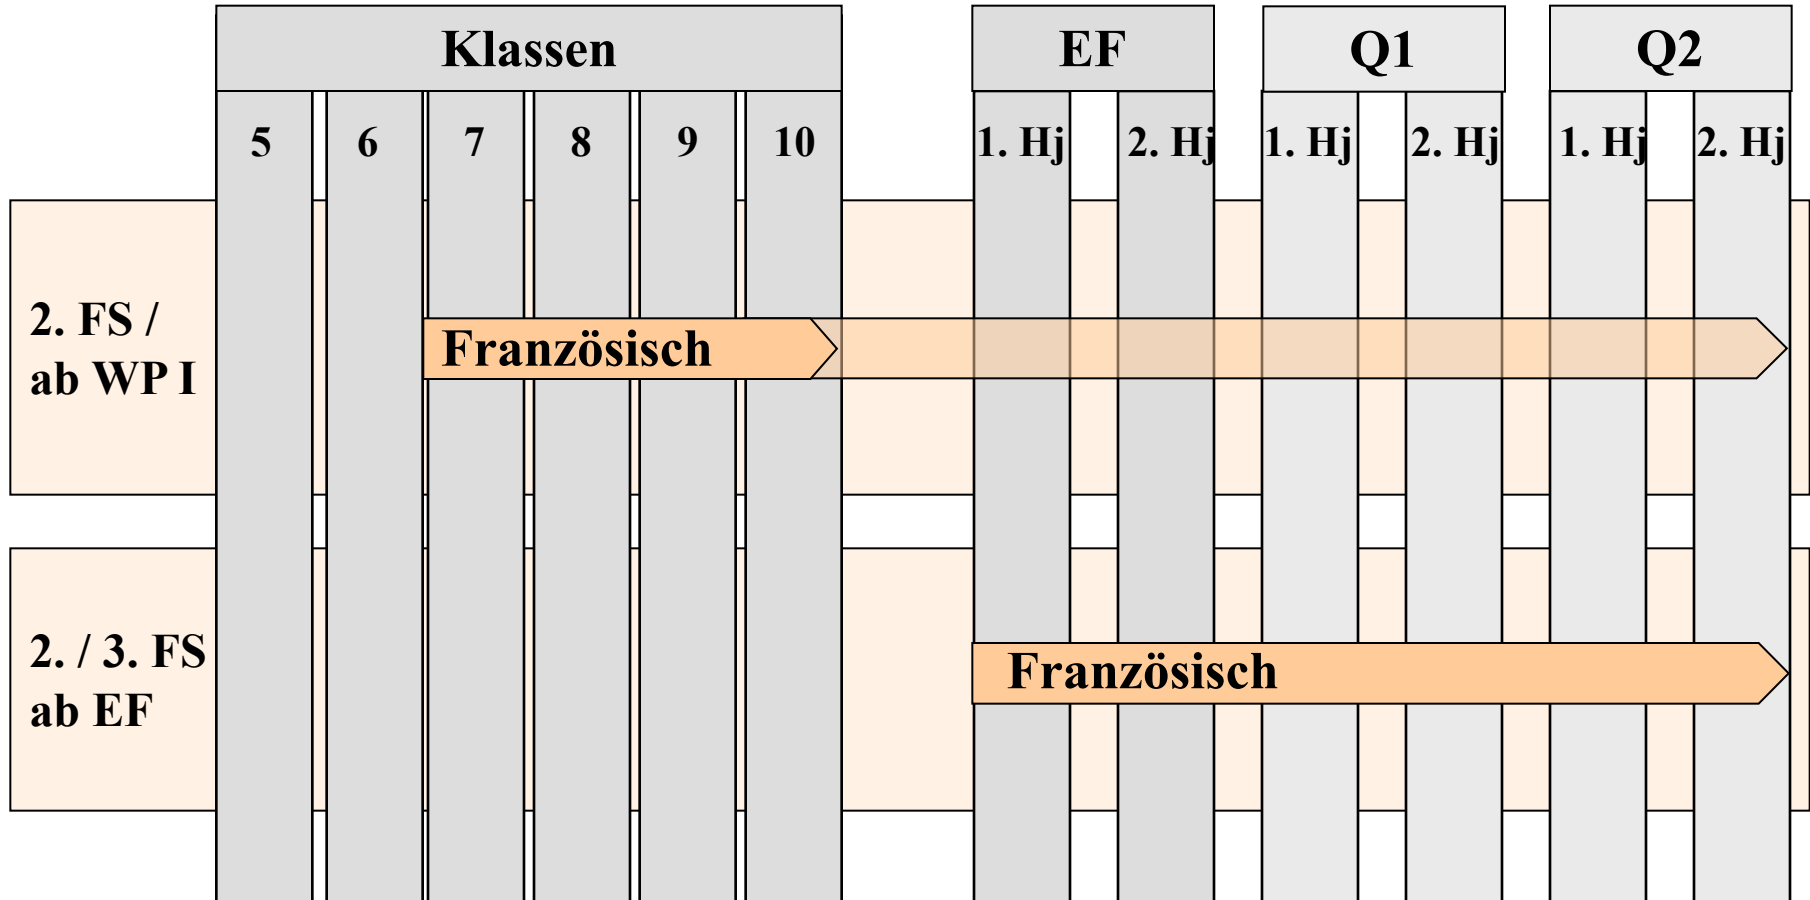 Klassen EF Q1 Q2
5 6 7 8 9 10 1. Hj 2. Hj 1. Hj 2. Hj 1. Hj 2. Hj
2. FS /
ab WP I
Französisch
2. / 3. FS
ab EF
Französisch